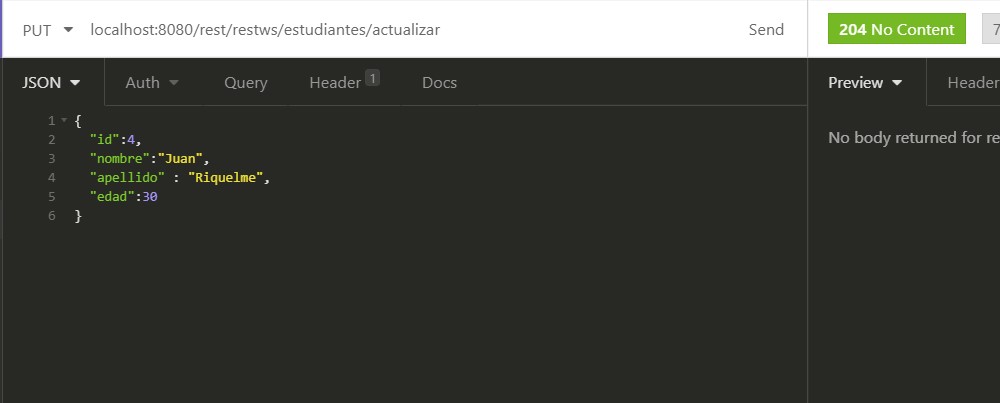 PUT localhost:8080/rest/restws/estudiantes/actualizar Send 204 No Content 7
JSON Auth Query Header 1 Docs Preview Header
1 {
2 "id":4,
3 "nombre":"Juan",
4 "apellido" : "Riquelme",
5 "edad":30
6 }
No body returned for re